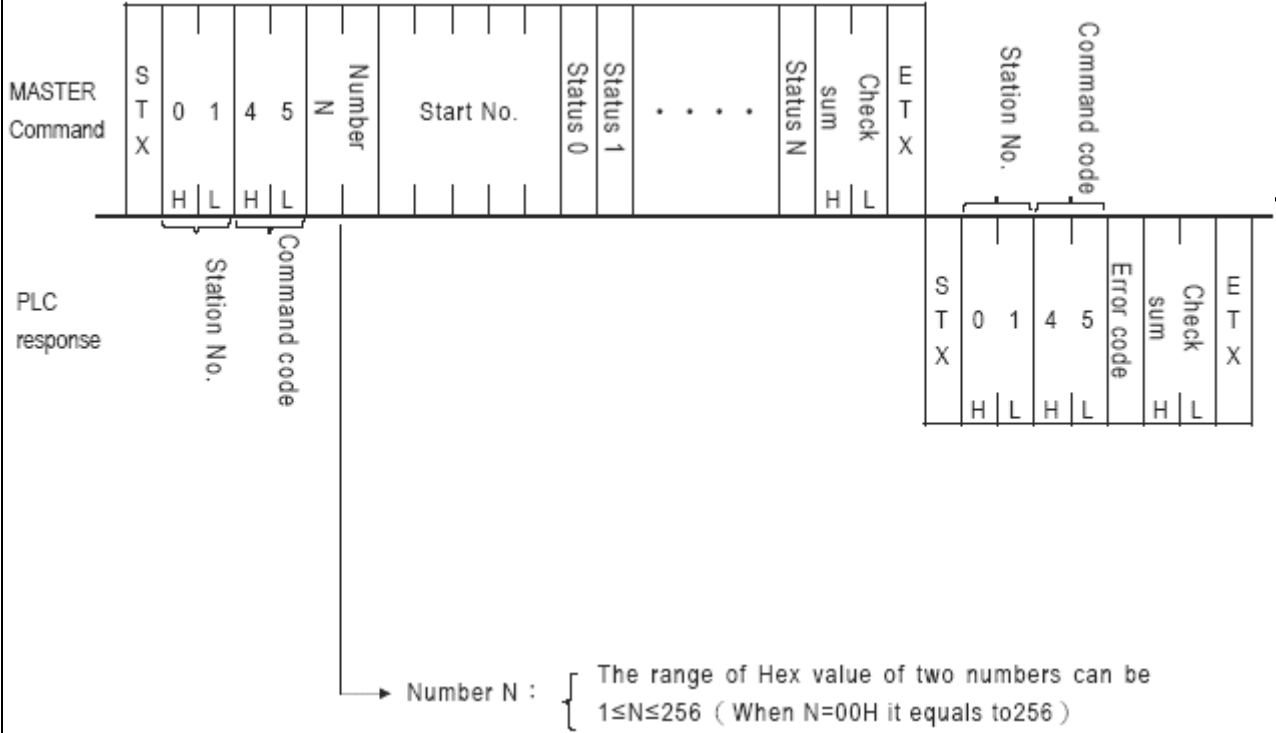 MASTER
Command
S
T
X
0 1
H L
4 5
H L
Number
N
Start No.
Status 0
Status 1
· · · ·
Status N
Check
sum
H L
E
T
X
Station No.
Command code
Station No.
Command code
PLC
response
S
T
X
0 1
H L
4 5
H L
Error code
Check
sum
H L
E
T
X
Number N :
The range of Hex value of two numbers can be
1≤N≤256 ( When N=00H it equals to256 )